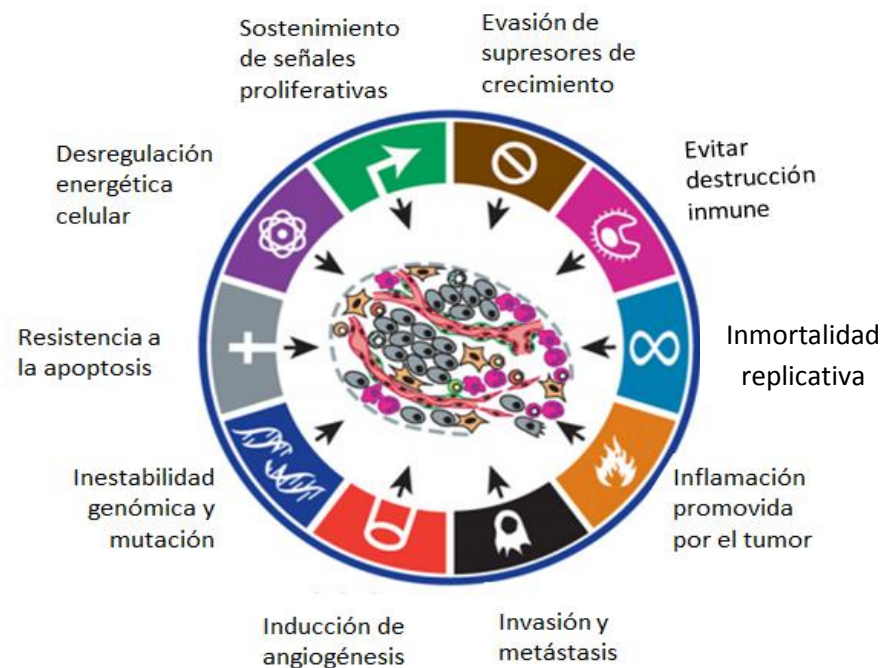 Sostenimiento
de señales
proliferativas
Evasión de
supresores de
crecimiento
Evitar
destrucción
inmune
Inmortalidad
replicativa
Inflamación
promovida
por el tumor
Invasión y
metástasis
Inducción de
angiogénesis
Inestabilidad
genómica y
mutación
Resistencia a
la apoptosis
Desregulación
energética
celular